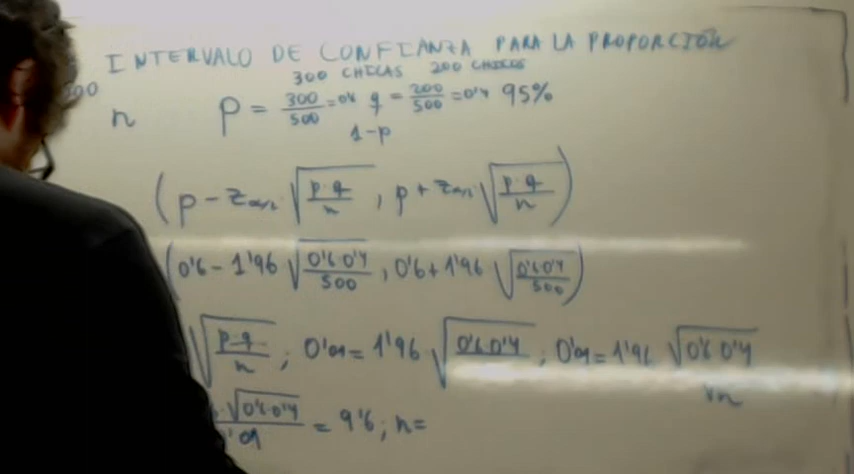 INTERVALO DE CONFIANZA PARA LA PROPORCIÓN
300 CHICAS 200 CHICOS
n p = 300/500 = 0'6 q = 200/500 = 0'4 95%
1-p
(p - zα/2 √(p·q/n), p + zα/2 √(p·q/n))
(0'6 - 1'96 √(0'6·0'4/500), 0'6 + 1'96 √(0'6·0'4/500))
√(p·q/n); 0'01 = 1'96 √(0'6·0'4; 0'01 = 1'96 √(0'6·0'4)/√n
·√(0'6·0'4)/0'01 = 9'6; n =